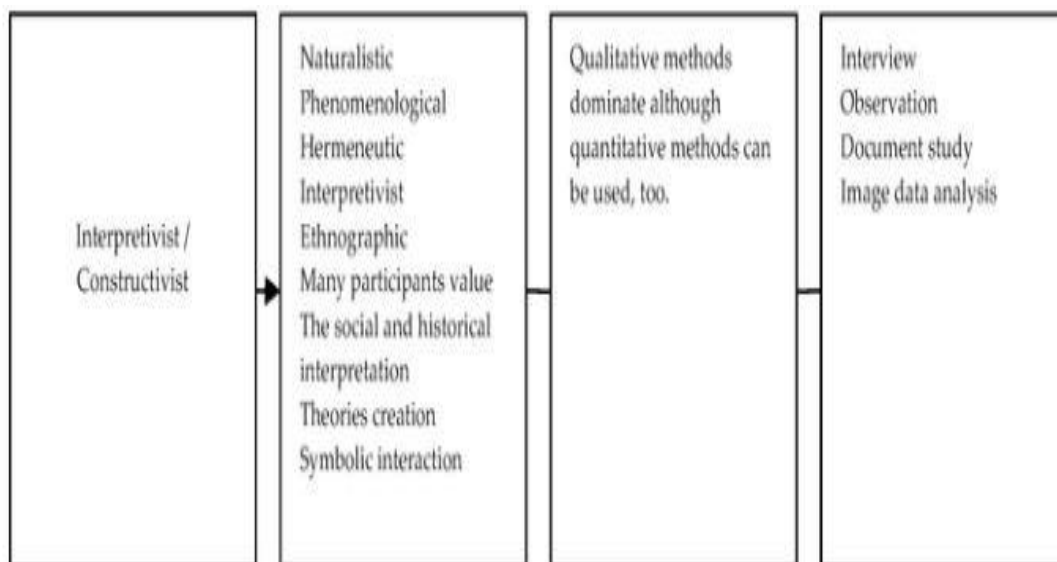 Interpretivist /
Constructivist
Naturalistic
Phenomenological
Hermeneutic
Interpretivist
Ethnographic
Many participants value
The social and historical
interpretation
Theories creation
Symbolic interaction
Qualitative methods
dominate although
quantitative methods can
be used, too.
Interview
Observation
Document study
Image data analysis